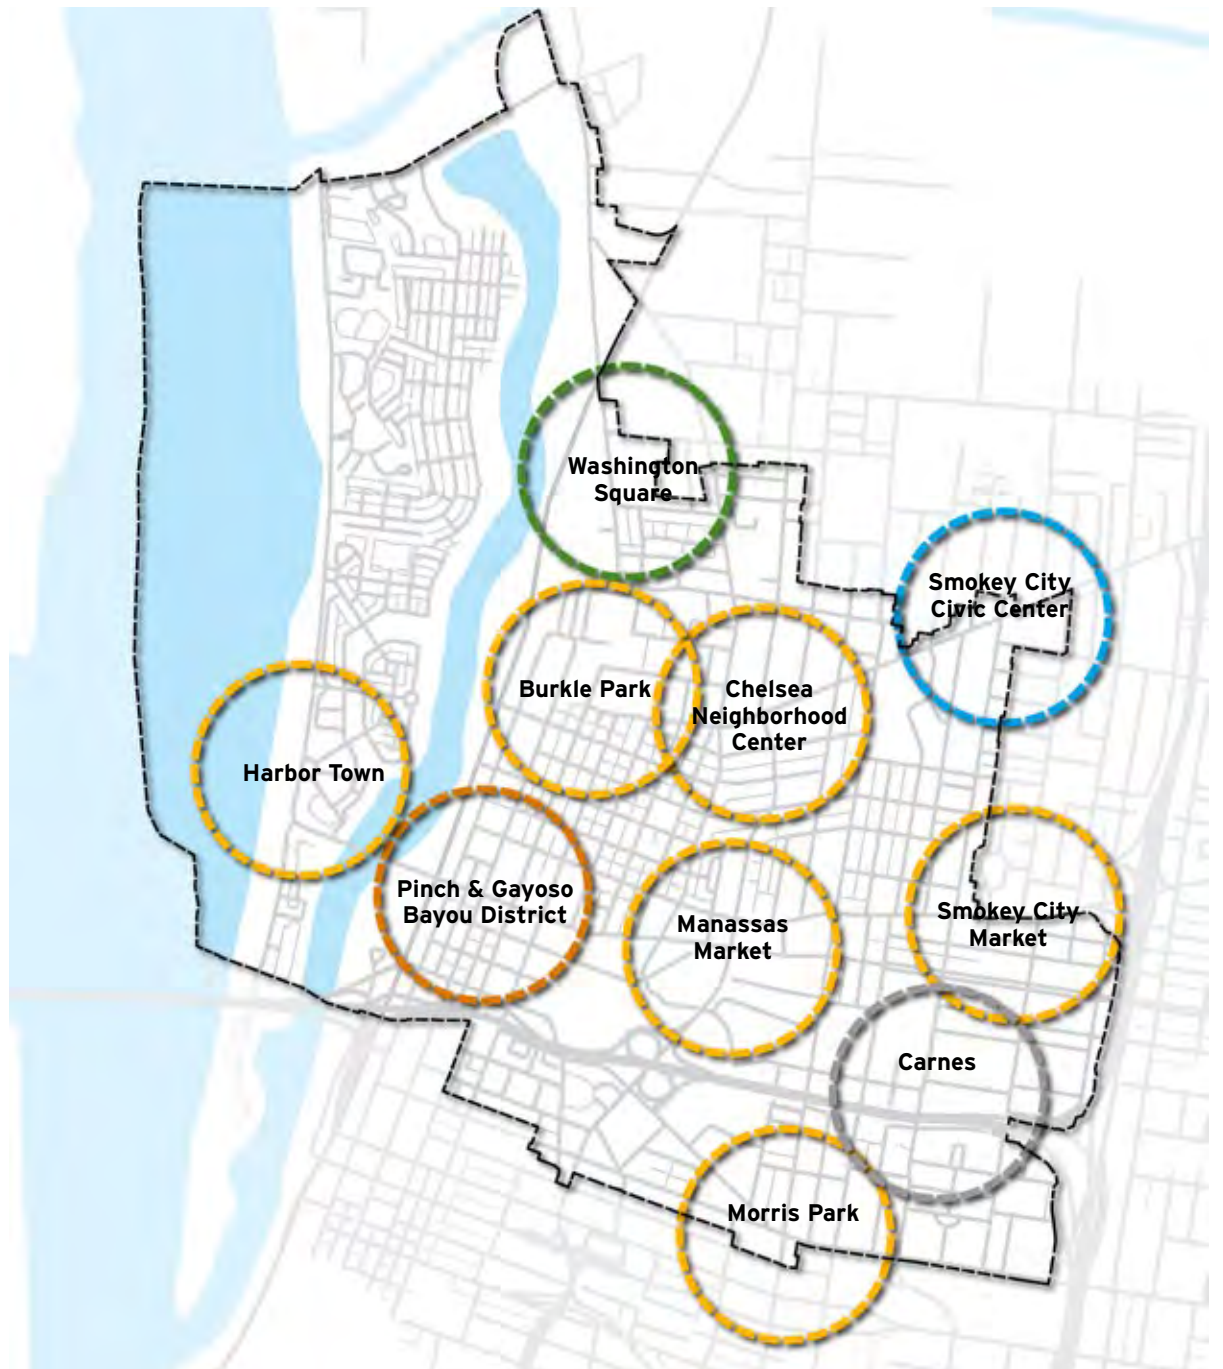 Washington
Square
Smokey City
Civic Center
Burkle Park
Chelsea
Neighborhood
Center
Harbor Town
Pinch & Gayoso
Bayou District
Manassas
Market
Smokey City
Market
Carnes
Morris Park